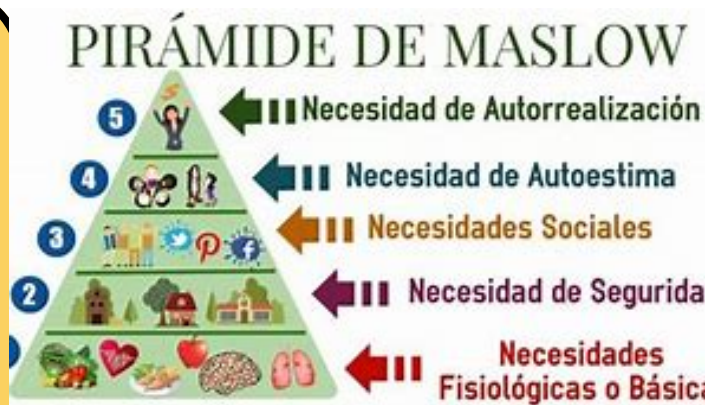 PIRÁMIDE DE MASLOW
5
Necesidad de Autorrealización
4
Necesidad de Autoestima
3
Necesidades Sociales
2
Necesidad de Segurida
Necesidades
Fisiológicas o Básica